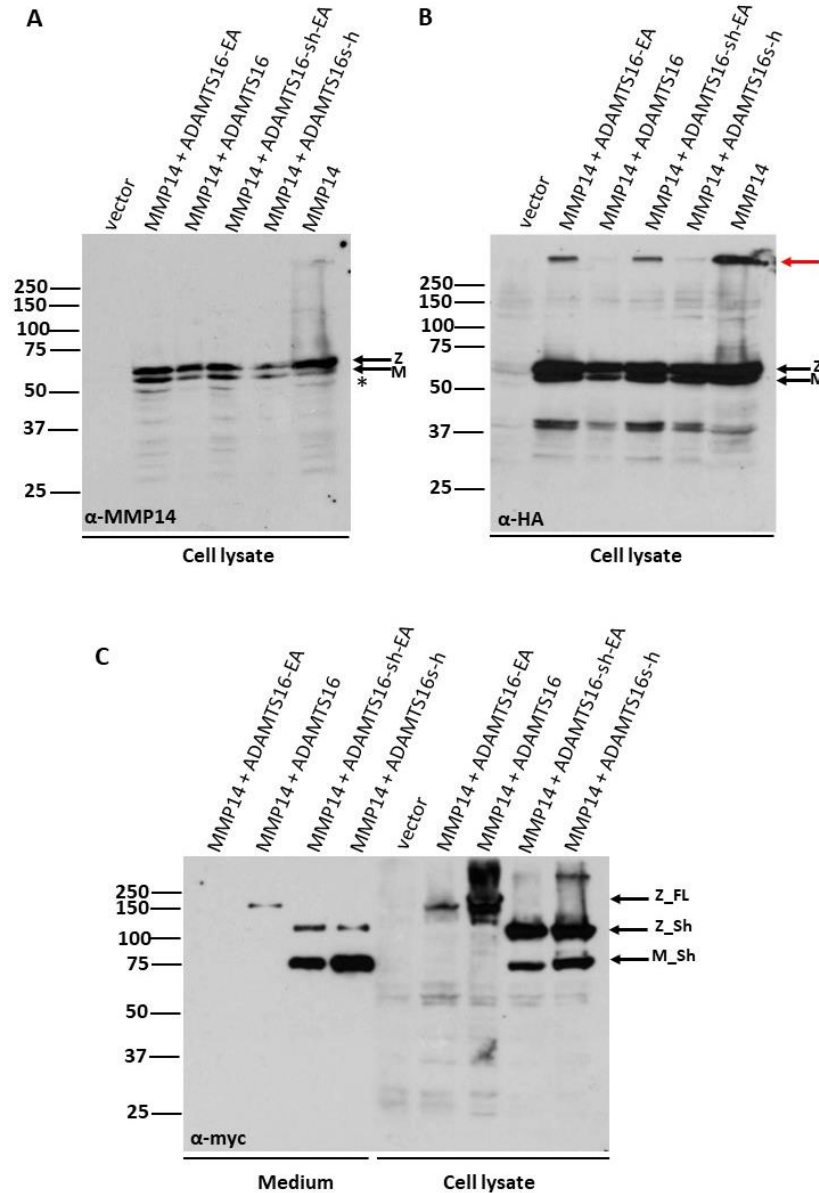 A
vector
MMP14 + ADAMTS16-EA
MMP14 + ADAMTS16
MMP14 + ADAMTS16-sh-EA
MMP14 + ADAMTS16s-h
MMP14
250
150
100
75
50
37
25
Z
M
*
α-MMP14
Cell lysate
B
vector
MMP14 + ADAMTS16-EA
MMP14 + ADAMTS16
MMP14 + ADAMTS16-sh-EA
MMP14 + ADAMTS16s-h
MMP14
250
150
100
75
50
37
25
Z
M
α-HA
Cell lysate
C
MMP14 + ADAMTS16-EA
MMP14 + ADAMTS16
MMP14 + ADAMTS16-sh-EA
MMP14 + ADAMTS16s-h
vector
MMP14 + ADAMTS16-EA
MMP14 + ADAMTS16
MMP14 + ADAMTS16-sh-EA
MMP14 + ADAMTS16s-h
250
150
100
75
50
37
25
Z_FL
Z_Sh
M_Sh
α-myc
Medium
Cell lysate